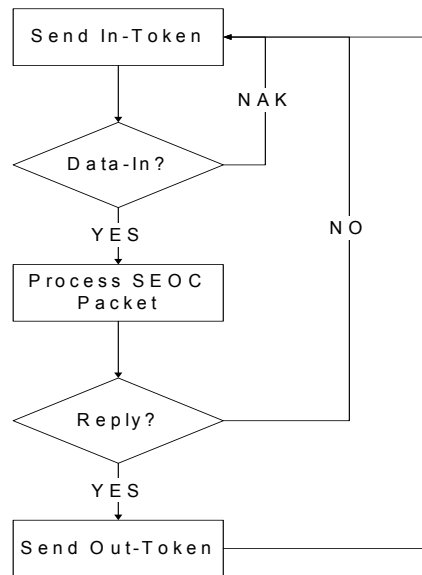 Send In-Token
NAK
Data-In?
YES
NO
Process SEOC
Packet
Reply?
YES
Send Out-Token